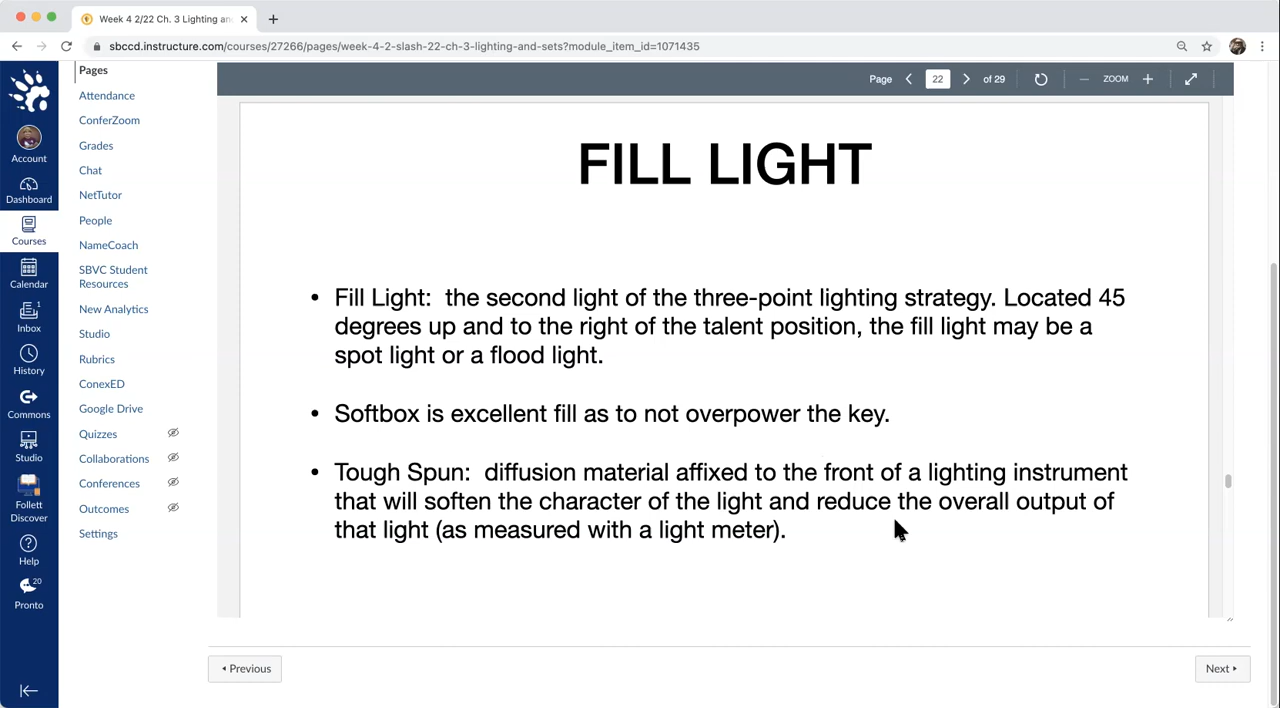 Week 4 2/22 Ch. 3 Lighting an
sbccd.instructure.com/courses/27266/pages/week-4-2-slash-22-ch-3-lighting-and-sets?module_item_id=1071435
Account
Dashboard
Courses
Calendar
1
Inbox
History
Commons
Studio
Follett
Discover
Help
20
Pronto
Pages
Attendance
ConferZoom
Grades
Chat
NetTutor
People
NameCoach
SBVC Student
Resources
New Analytics
Studio
Rubrics
ConexED
Google Drive
Quizzes
Collaborations
Conferences
Outcomes
Settings
Page 22 of 29 ZOOM
FILL LIGHT
• Fill Light: the second light of the three-point lighting strategy. Located 45
degrees up and to the right of the talent position, the fill light may be a
spot light or a flood light.
• Softbox is excellent fill as to not overpower the key.
• Tough Spun: diffusion material affixed to the front of a lighting instrument
that will soften the character of the light and reduce the overall output of
that light (as measured with a light meter).
Previous
Next